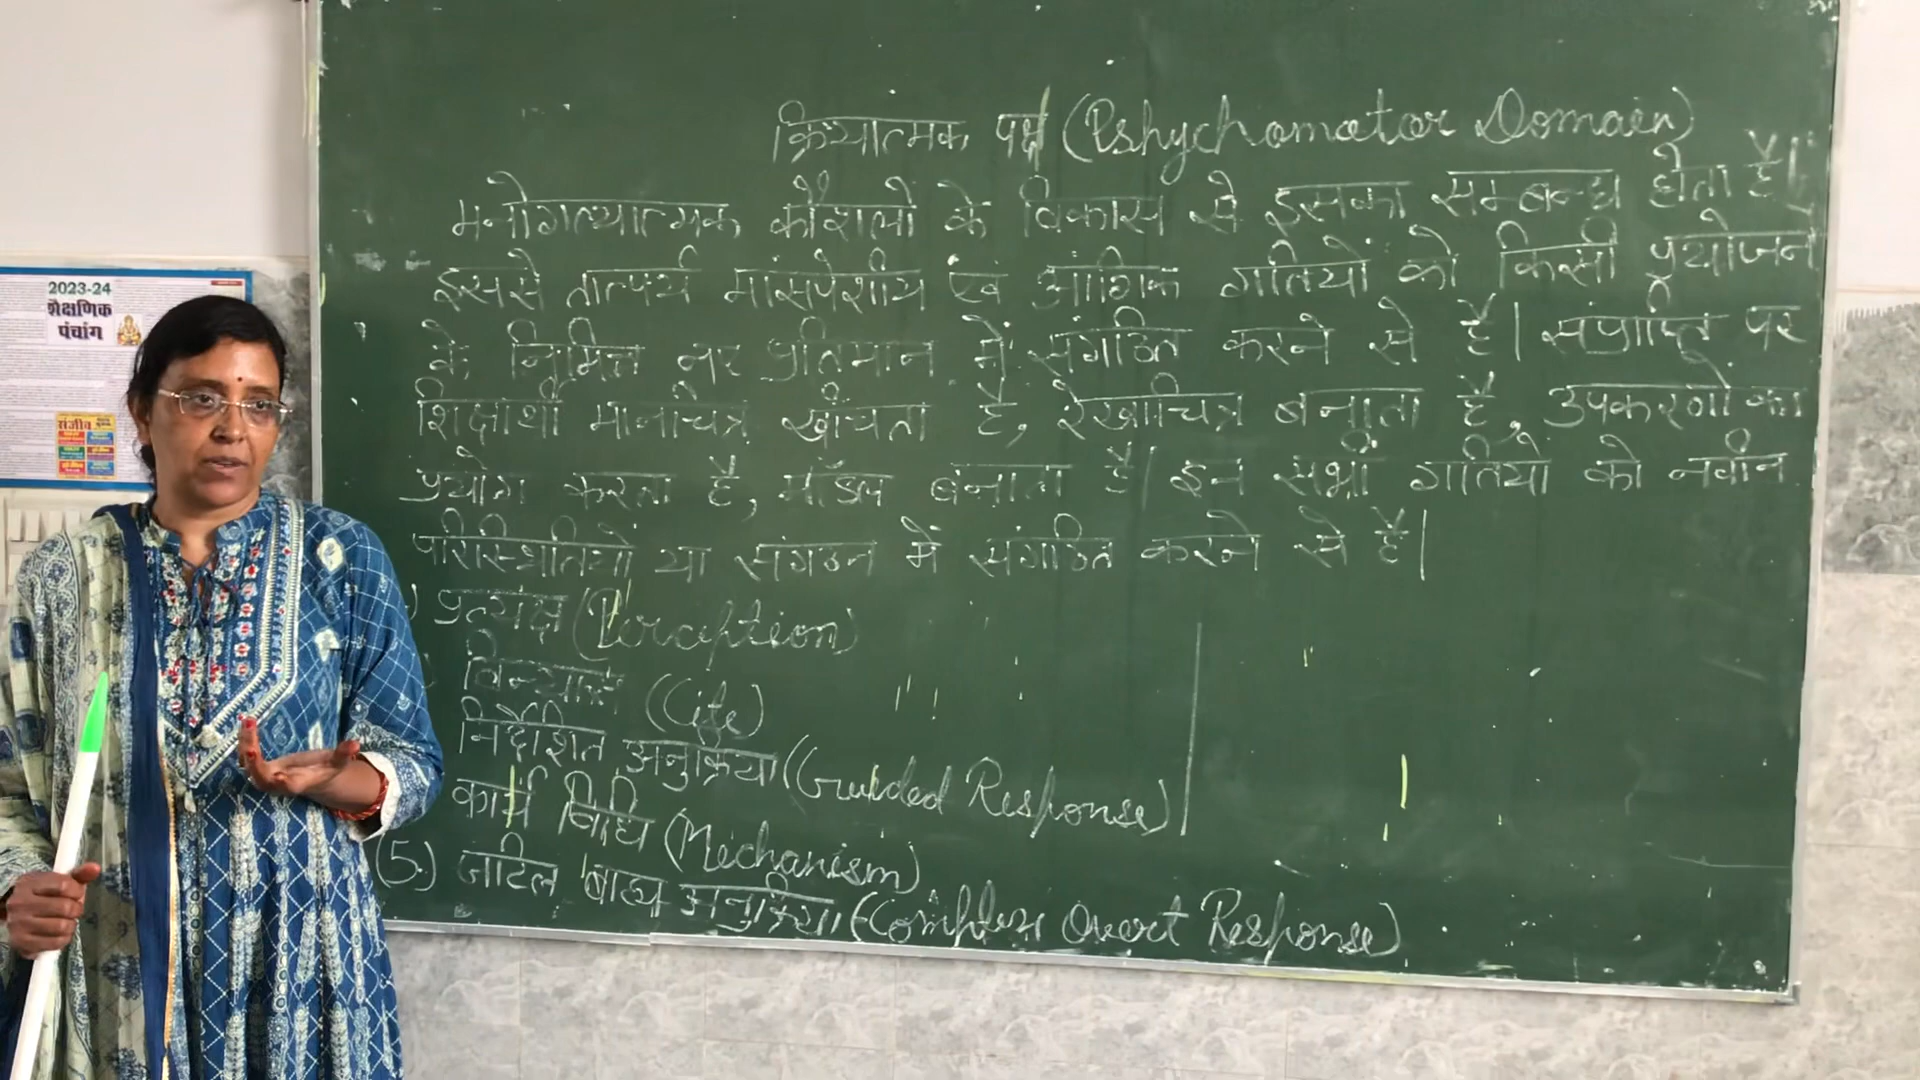 2023-24
शैक्षणिक
पंचांग
संजीव
क्रियात्मक पक्ष (Pshychomotor Domain)
मनोगत्यात्मक कौशलों के विकास से इसका सम्बन्ध होता है।
इससे तात्पर्य मांसपेशीय एवं आंगिक गतियों को किसी प्रयोजन
के निमित्त नए प्रतिमान में संगठित करने से है। संप्राप्ति पर
शिक्षार्थी मानचित्र खींचता है, रेखाचित्र बनाता है, उपकरणों का
प्रयोग करता है, मॉडल बनाता है। इन सभी गतियों को नवीन
परिस्थितियों या संगठन में संगठित करने से है।
) प्रत्यक्ष (Perception)
विन्यास (Cite)
निर्देशित अनुक्रिया (Guided Response)
कार्य विधि (Mechanism)
(5.) जटिल बाह्य अनुक्रिया (Complex Overt Response)